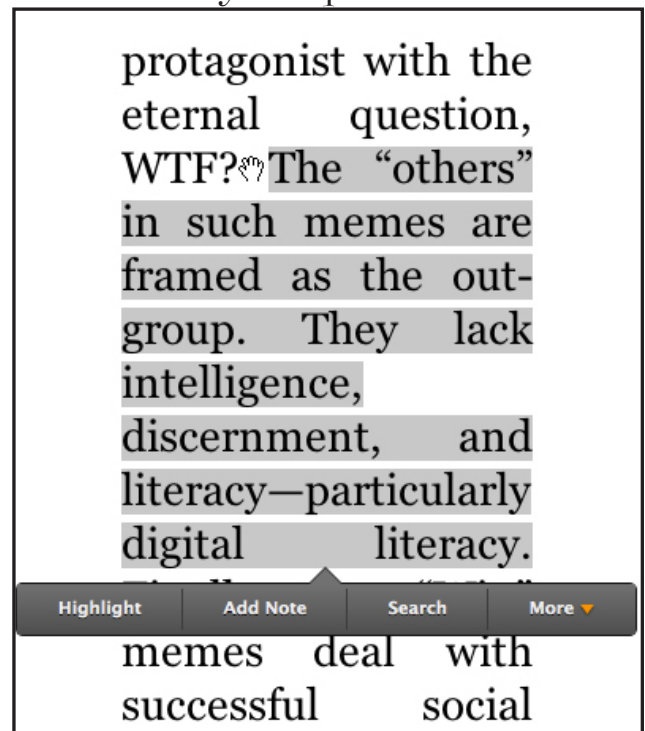 protagonist with the
eternal question,
WTF? The “others”
in such memes are
framed as the out-
group. They lack
intelligence,
discernment, and
literacy—particularly
digital literacy.
Highlight Add Note Search More
memes deal with
successful social